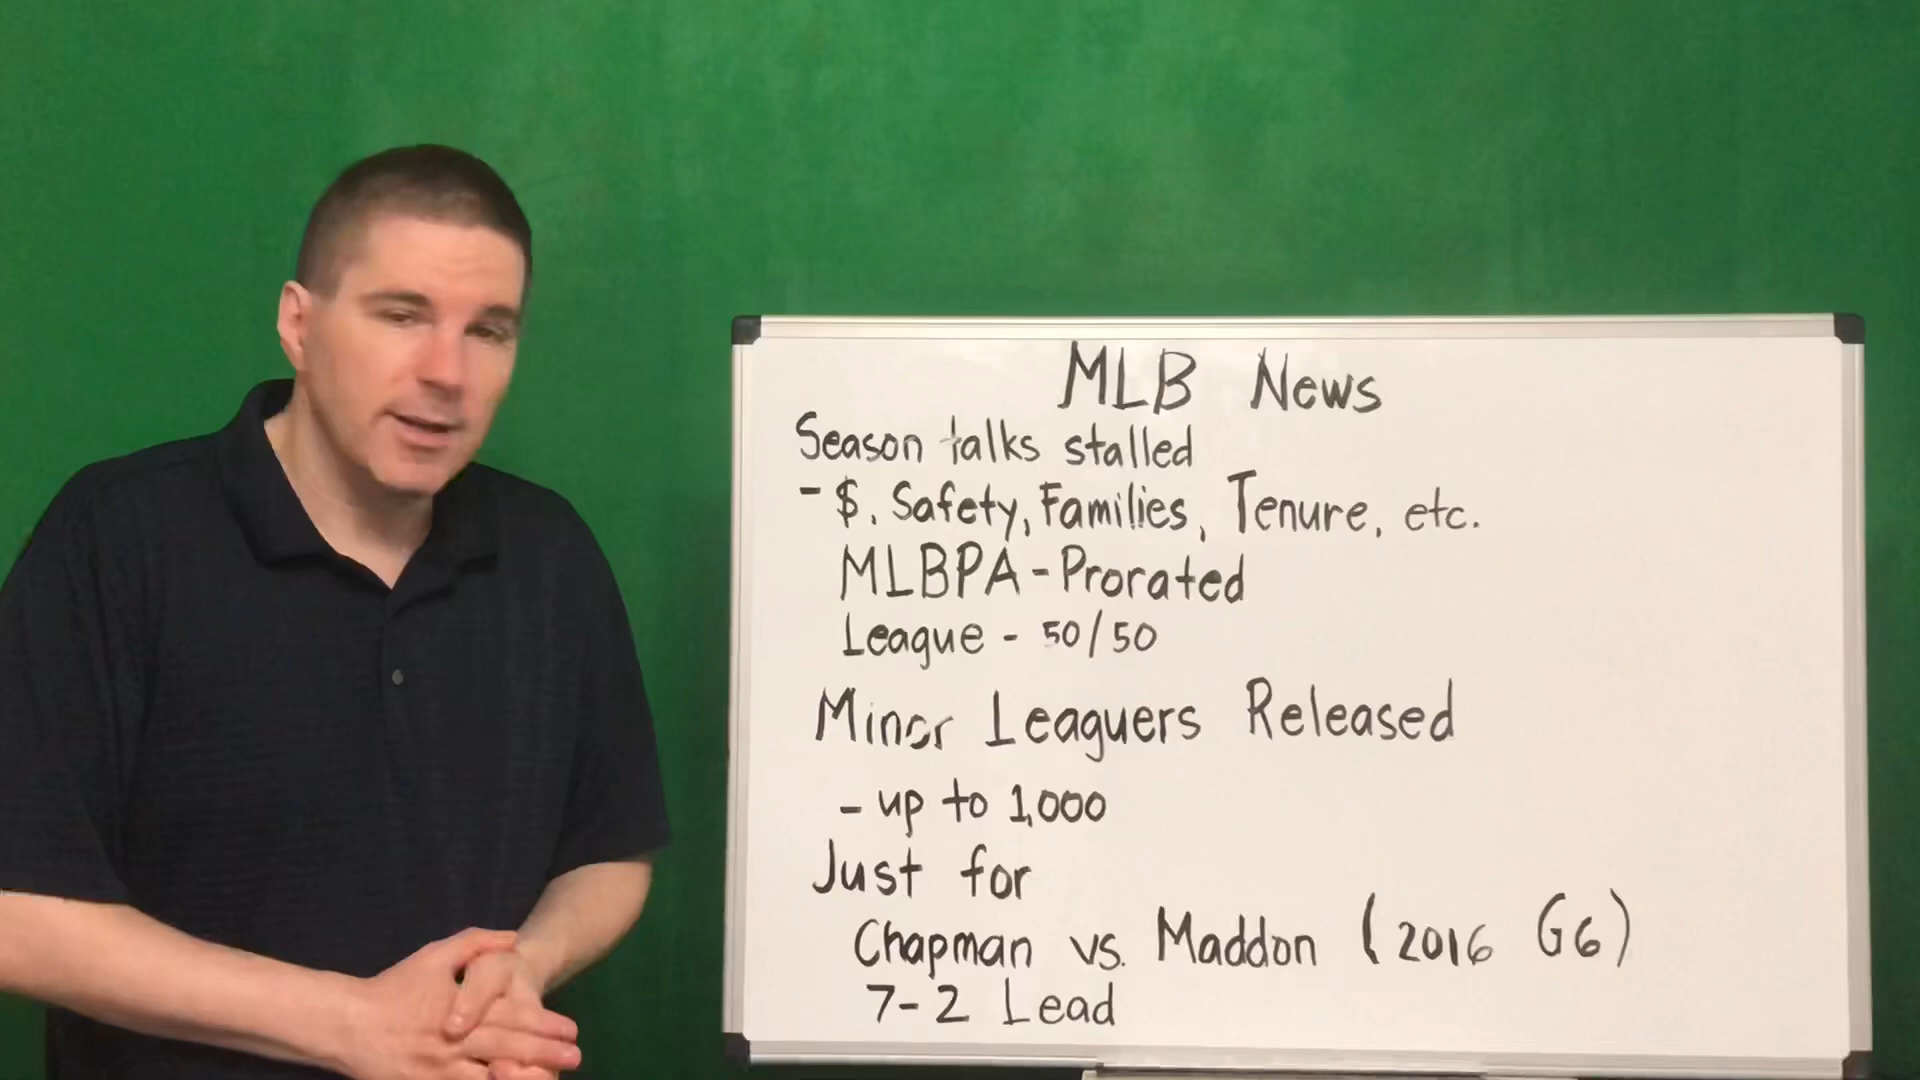 MLB News
Season talks stalled
- $, Safety, Families, Tenure, etc.
MLBPA - Prorated
League - 50/50
Minor Leaguers Released
- up to 1,000
Just for
Chapman vs. Maddon (2016 G6)
7-2 Lead